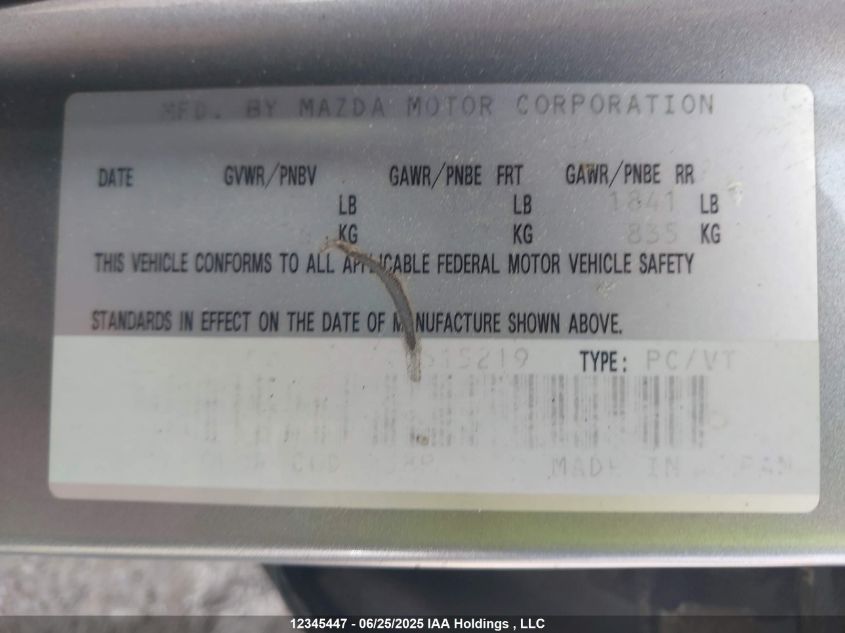 MFD. BY MAZDA MOTOR CORPORATION
DATE GVWR/PNBV GAWR/PNBE FRT GAWR/PNBE RR
LB LB 1841 LB
KG KG 835 KG
THIS VEHICLE CONFORMS TO ALL APPLICABLE FEDERAL MOTOR VEHICLE SAFETY
STANDARDS IN EFFECT ON THE DATE OF MANUFACTURE SHOWN ABOVE.
515219 TYPE: PC/VT
MADE IN JAPAN
12345447 - 06/25/2025 IAA Holdings , LLC